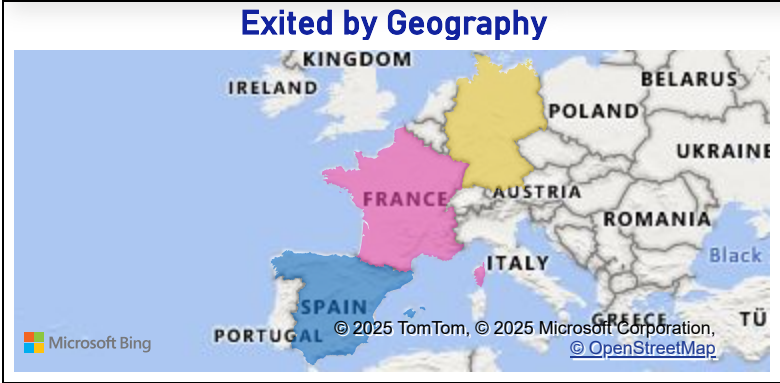 Exited by Geography
KINGDOM
IRELAND
BELARUS
POLAND
UKRAINE
FRANCE
AUSTRIA
ROMANIA
Black
ITALY
SPAIN
GREECE
TÜ
PORTUGAL
© 2025 TomTom, © 2025 Microsoft Corporation,
Microsoft Bing
© OpenStreetMap